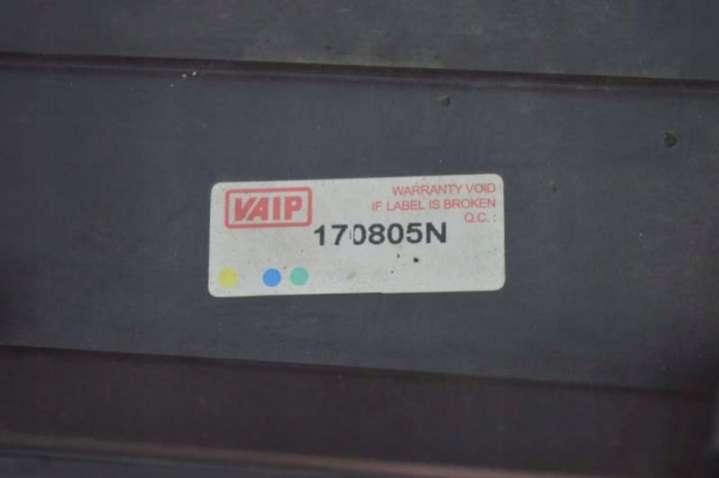 VAIP
WARRANTY VOID
IF LABEL IS BROKEN
Q.C. :
170805N